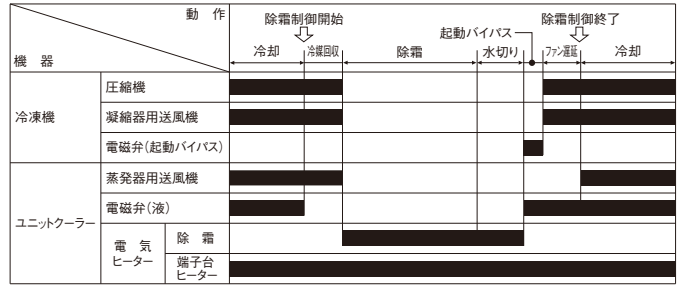 動 作
機 器
除霜制御開始
除霜制御終了
起動バイパス
冷却
冷媒回収
除霜
水切り
ファン遅延
冷却
冷凍機
圧縮機
凝縮器用送風機
電磁弁(起動バイパス)
ユニットクーラー
蒸発器用送風機
電磁弁(液)
電 気
ヒーター
除 霜
端子台
ヒーター